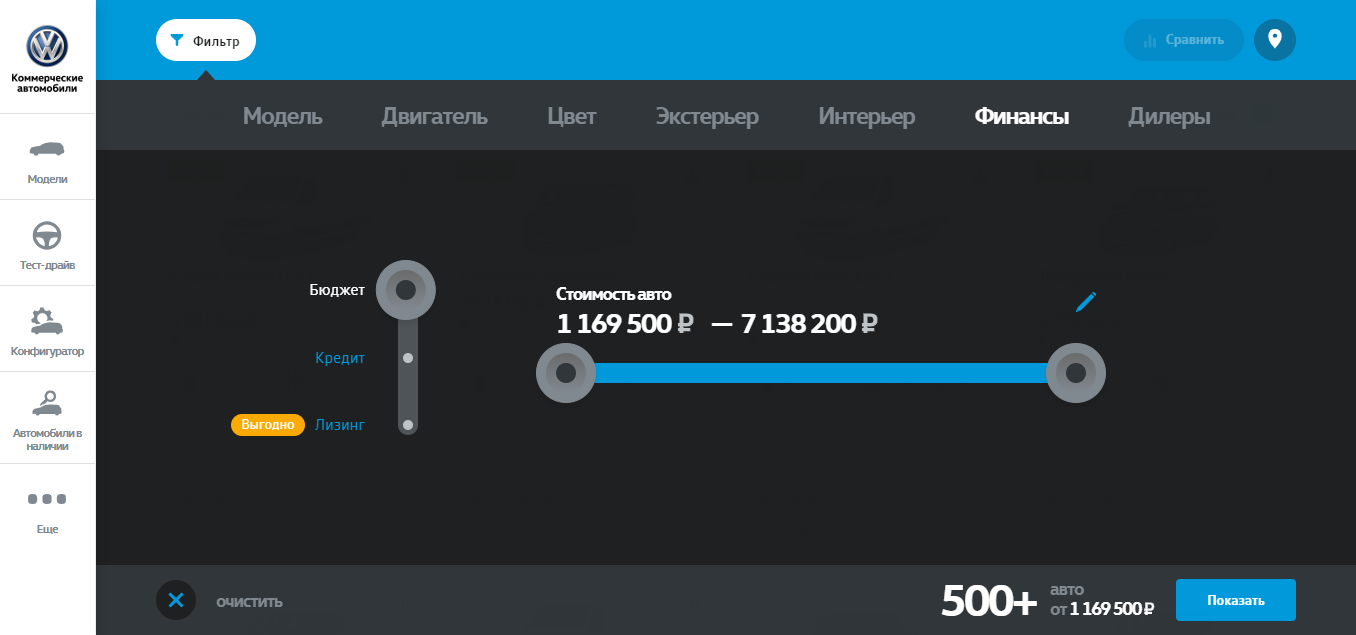 Коммерческие
автомобили
Модели
Тест-драйв
Конфигуратор
Автомобили в
наличии
Еще
Фильтр
Сравнить
Модель Двигатель Цвет Экстерьер Интерьер Финансы Дилеры
Бюджет
Кредит
Выгодно Лизинг
Стоимость авто
1 169 500 ₽ — 7 138 200 ₽
очистить
500+
авто
от 1 169 500 ₽
Показать